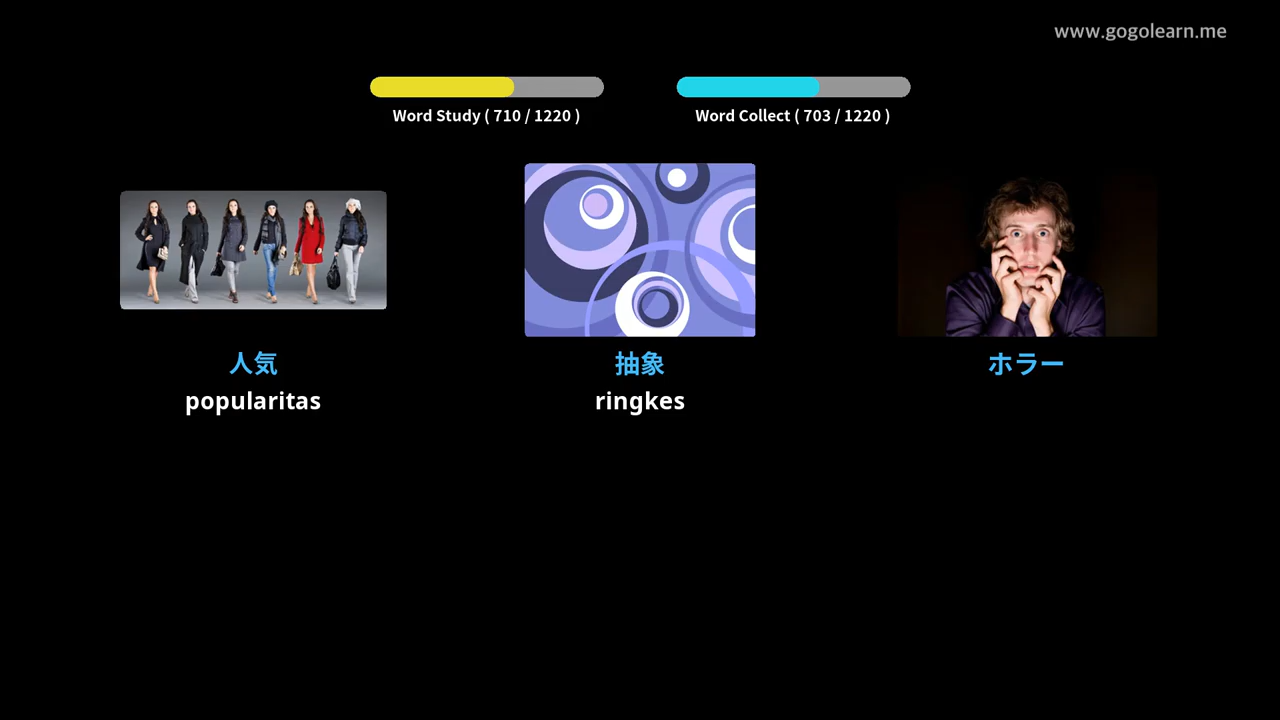 www.gogolearn.me
Word Study ( 710 / 1220 )
Word Collect ( 703 / 1220 )
人気
抽象
ホラー
popularitas
ringkes